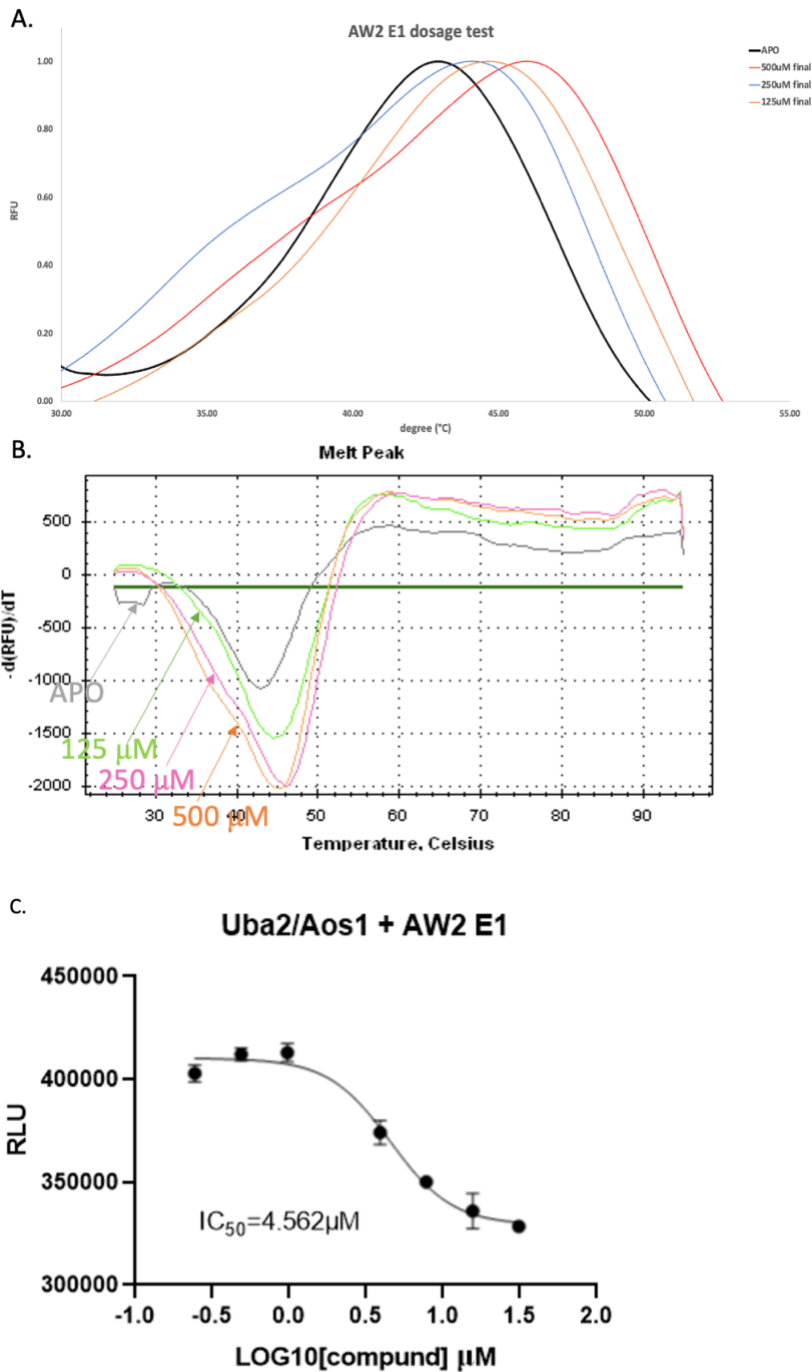 A.
AW2 E1 dosage test
APO
500uM final
250uM final
125uM final
1.00
0.80
0.60
0.40
0.20
0.00
RFU
30.00 35.00 40.00 45.00 50.00 55.00
degree (°C)
B.
Melt Peak
500
0
-500
-1000
-1500
-2000
-d(RFU)/dT
APO
125 µM
250 µM
500 µM
30 40 50 60 70 80 90
Temperature, Celsius
C.
Uba2/Aos1 + AW2 E1
450000
400000
350000
300000
RLU
IC50=4.562µM
-1.0 -0.5 0.0 0.5 1.0 1.5 2.0
LOG10[compund] µM